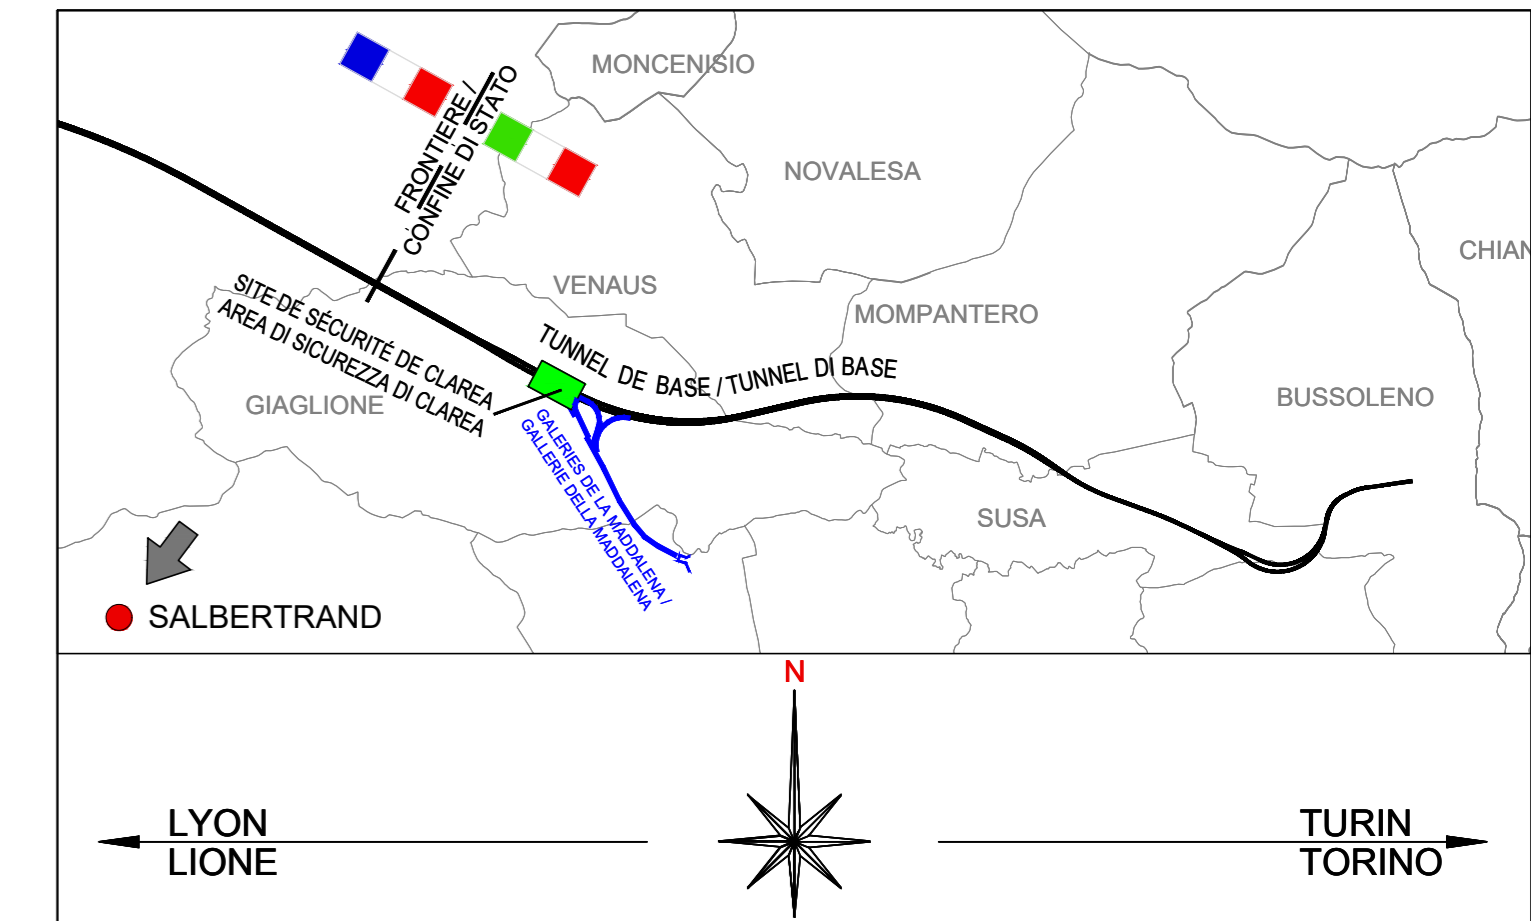 MONCENISIO
FRONTIERE /
CONFINE DI STATO
NOVALESA
CHIAN
VENAUS
MOMPANTERO
SITE DE SÉCURITÉ DE CLAREA
AREA DI SICUREZZA DI CLAREA
TUNNEL DE BASE / TUNNEL DI BASE
GIAGLIONE
BUSSOLENO
GALERIES DE LA MADDALENA /
GALLERIE DELLA MADDALENA
SUSA
SALBERTRAND
N
LYON
LIONE
TURIN
TORINO